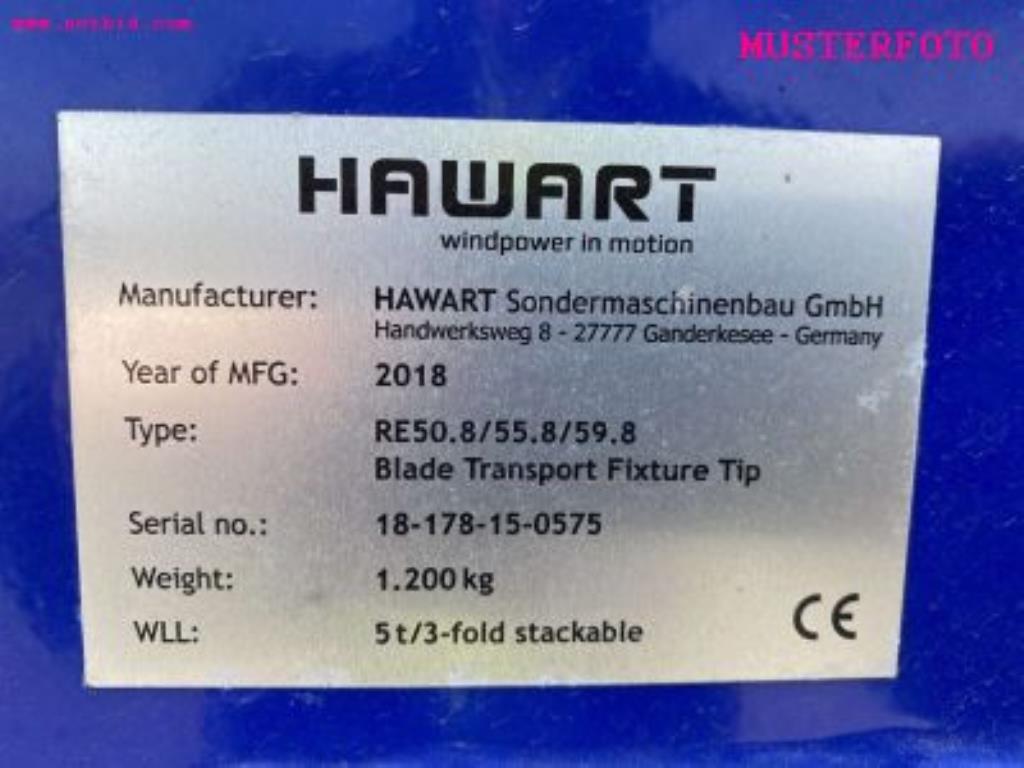 MUSTERFOTO
HAWART
windpower in motion
Manufacturer: HAWART Sondermaschinenbau GmbH
Handwerksweg 8 - 27777 Ganderkesee - Germany
Year of MFG: 2018
Type: RE50.8/55.8/59.8
Blade Transport Fixture Tip
Serial no.: 18-178-15-0575
Weight: 1.200 kg
WLL: 5 t/3-fold stackable
CE